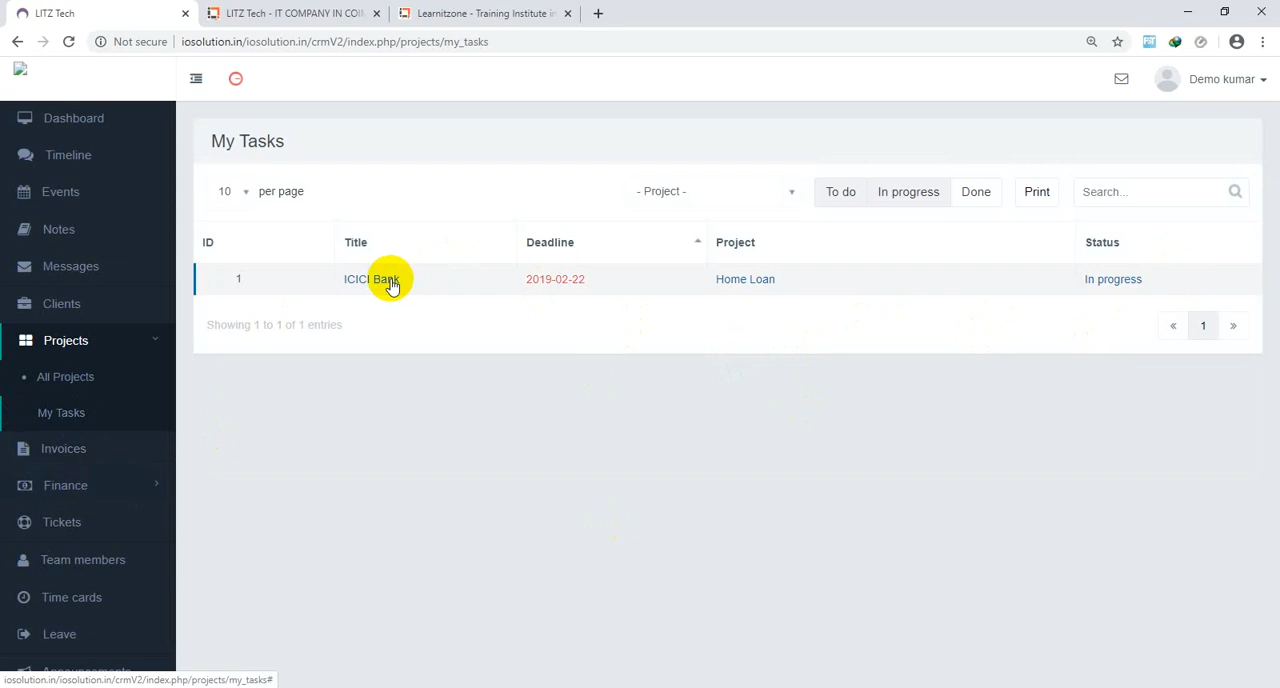 LITZ Tech
LITZ Tech - IT COMPANY IN COI
Learnitzone - Training Institute in
Not secure
iosolution.in/iosolution.in/crmV2/index.php/projects/my_tasks
Demo kumar
Dashboard
Timeline
Events
Notes
Messages
Clients
Projects
All Projects
My Tasks
Invoices
Finance
Tickets
Team members
Time cards
Leave
Announcements
My Tasks
10 per page
- Project -
To do
In progress
Done
Print
Search...
ID Title Deadline Project Status
1 ICICI Bank 2019-02-22 Home Loan In progress
Showing 1 to 1 of 1 entries
« 1 »
iosolution.in/iosolution.in/crmV2/index.php/projects/my_tasks#